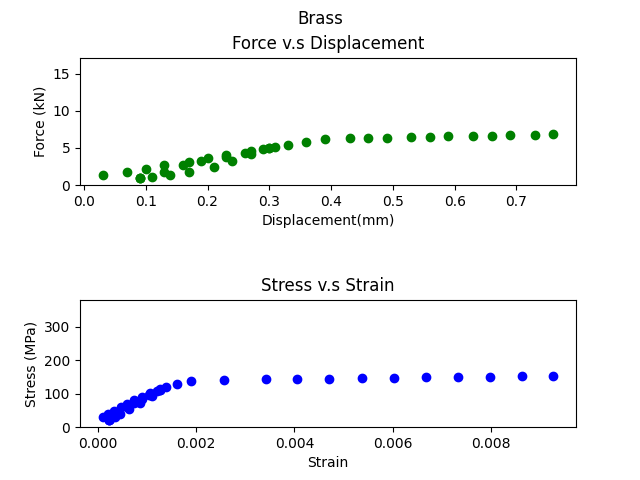 Brass
Force v.s Displacement
15
10
5
0
Force (kN)
0.0 0.1 0.2 0.3 0.4 0.5 0.6 0.7
Displacement(mm)
Stress v.s Strain
300
200
100
0
Stress (MPa)
0.000 0.002 0.004 0.006 0.008
Strain